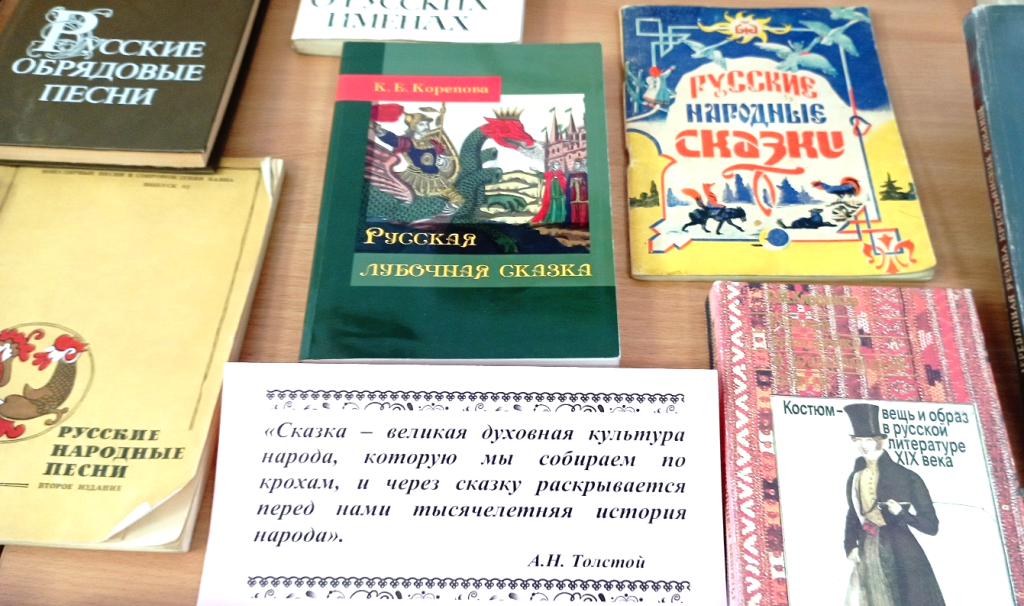 РУССКИЕ
ОБРЯДОВЫЕ
ПЕСНИ
О РУССКИХ
ИМЕНАХ
К. Е. Корепова
РУССКАЯ
ЛУБОЧНАЯ СКАЗКА
РУССКИЕ
НАРОДНЫЕ
СКАЗКИ
РУССКИЕ
НАРОДНЫЕ
ПЕСНИ
ВТОРОЕ ИЗДАНИЕ
«Сказка – великая духовная культура
народа, которую мы собираем по
крохам, и через сказку раскрывается
перед нами тысячелетняя история
народа».
А.Н. Толстой
Костюм – вещь и образ
в русской
литературе
XIX века